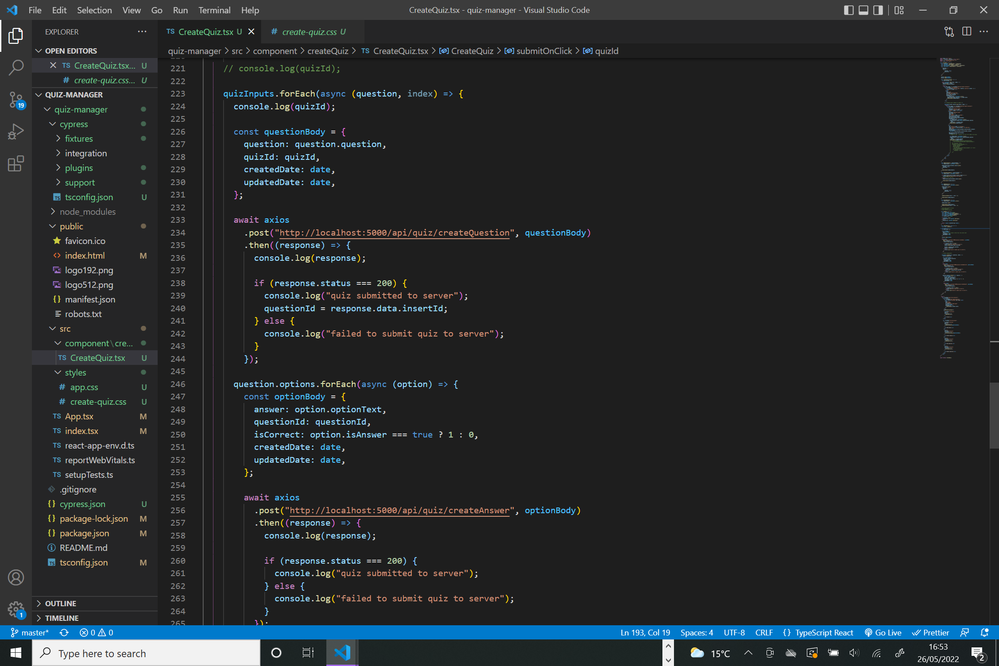 File Edit Selection View Go Run Terminal Help
CreateQuiz.tsx - quiz-manager - Visual Studio Code
EXPLORER
OPEN EDITORS
TS CreateQuiz.tsx... U
# create-quiz.css... U
QUIZ-MANAGER
quiz-manager
cypress
fixtures
integration
plugins
support
TS tsconfig.json U
node_modules
public
favicon.ico
<> index.html M
logo192.png
logo512.png
{} manifest.json
robots.txt
src
component\cre...
TS CreateQuiz.tsx U
styles
# app.css U
# create-quiz.css U
TS App.tsx M
TS index.tsx M
TS react-app-env.d.ts
TS reportWebVitals.ts
TS setupTests.ts
.gitignore
{} cypress.json U
{} package-lock.json M
{} package.json M
README.md
TS tsconfig.json M
OUTLINE
TIMELINE
19
1
TS CreateQuiz.tsx U
# create-quiz.css U
quiz-manager > src > component > createQuiz > TS CreateQuiz.tsx > CreateQuiz > submitOnClick > quizId
221 // console.log(quizId);
222
223 quizInputs.forEach(async (question, index) => {
224 console.log(quizId);
225
226 const questionBody = {
227 question: question.question,
228 quizId: quizId,
229 createdDate: date,
230 updatedDate: date,
231 };
232
233 await axios
234 .post("http://localhost:5000/api/quiz/createQuestion", questionBody)
235 .then((response) => {
236 console.log(response);
237
238 if (response.status === 200) {
239 console.log("quiz submitted to server");
240 questionId = response.data.insertId;
241 } else {
242 console.log("failed to submit quiz to server");
243 }
244 });
245
246 question.options.forEach(async (option) => {
247 const optionBody = {
248 answer: option.optionText,
249 questionId: questionId,
250 isCorrect: option.isAnswer === true ? 1 : 0,
251 createdDate: date,
252 updatedDate: date,
253 };
254
255 await axios
256 .post("http://localhost:5000/api/quiz/createAnswer", optionBody)
257 .then((response) => {
258 console.log(response);
259
260 if (response.status === 200) {
261 console.log("quiz submitted to server");
262 } else {
263 console.log("failed to submit quiz to server");
264 }
265 });
master* 0 0
Ln 193, Col 19 Spaces: 4 UTF-8 CRLF {} TypeScript React Go Live Prettier
Type here to search
15°C
16:53
26/05/2022
2